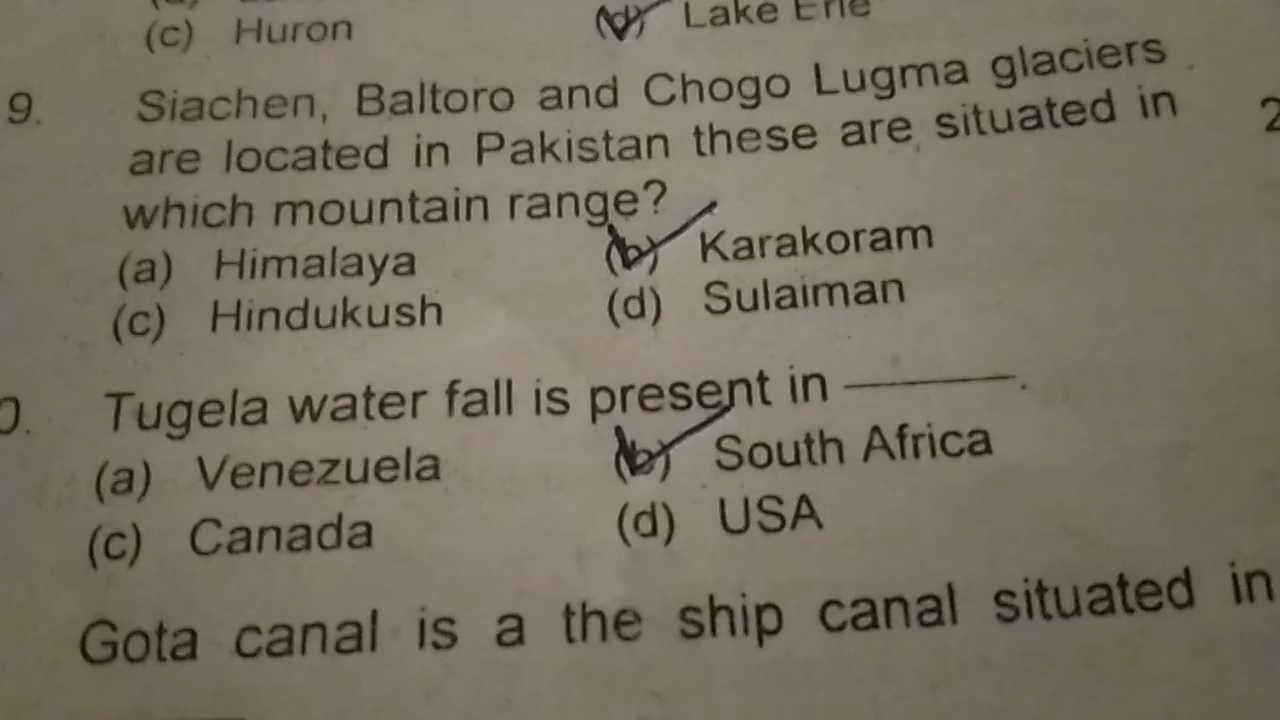 (c) Huron (d) Lake Erie
9. Siachen, Baltoro and Chogo Lugma glaciers
are located in Pakistan these are situated in
which mountain range?
(a) Himalaya (b) Karakoram
(c) Hindukush (d) Sulaiman
0. Tugela water fall is present in ———.
(a) Venezuela (b) South Africa
(c) Canada (d) USA
Gota canal is a the ship canal situated in